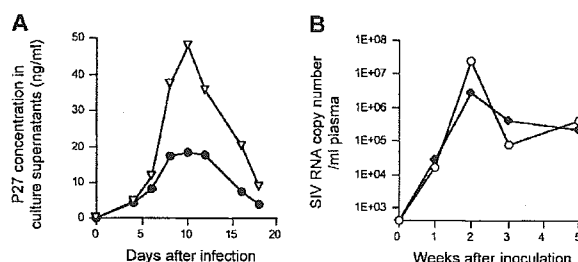 A
P27 concentration in
culture supernatants (ng/ml)
50
40
30
20
10
0
0 5 10 15 20
Days after infection
B
SIV RNA copy number
/ml plasma
1E+08
1E+07
1E+06
1E+05
1E+04
1E+03
0 1 2 3 5
Weeks after inoculation